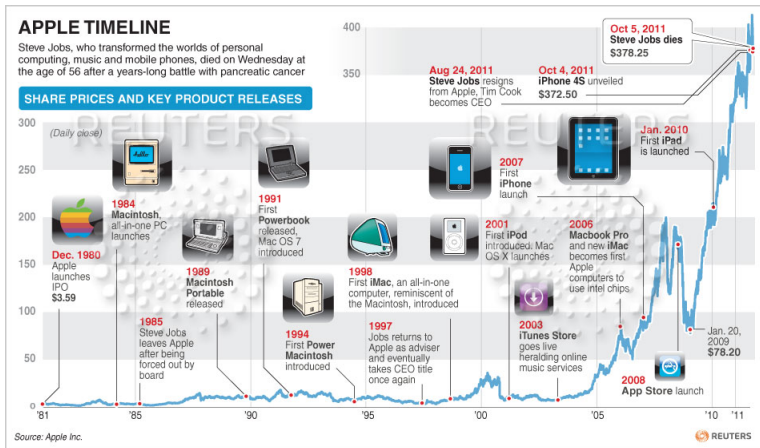 APPLE TIMELINE
Steve Jobs, who transformed the worlds of personal
computing, music and mobile phones, died on Wednesday at
the age of 56 after a years-long battle with pancreatic cancer
SHARE PRICES AND KEY PRODUCT RELEASES
(Daily close)
REUTERS
REUTERS
400
350
300
250
200
150
100
50
0
Dec. 1980
Apple
launches
IPO
$3.59
1984
Macintosh,
all-in-one PC
launches
1985
Steve Jobs
leaves Apple
after being
forced out by
board
1989
Macintosh
Portable
released
1991
First
Powerbook
released,
Mac OS 7
introduced
1994
First Power
Macintosh
introduced
1998
First iMac, an all-in-one
computer, reminiscent of
the Macintosh, introduced
1997
Jobs returns to
Apple as adviser
and eventually
takes CEO title
once again
2001
First iPod
introduced. Mac
OS X launches
2003
iTunes Store
goes live
heralding online
music services
2006
Macbook Pro
and new iMac
becomes first
Apple
computers to
use intel chips
2007
First
iPhone
launch
2008
App Store launch
Jan. 20,
2009
$78.20
Jan. 2010
First iPad
is launched
Aug 24, 2011
Steve Jobs resigns
from Apple, Tim Cook
becomes CEO
Oct 4, 2011
iPhone 4S unveiled
$372.50
Oct 5, 2011
Steve Jobs dies
$378.25
'81
'85
'90
'95
'00
'05
'10
'11
Source: Apple Inc.
REUTERS